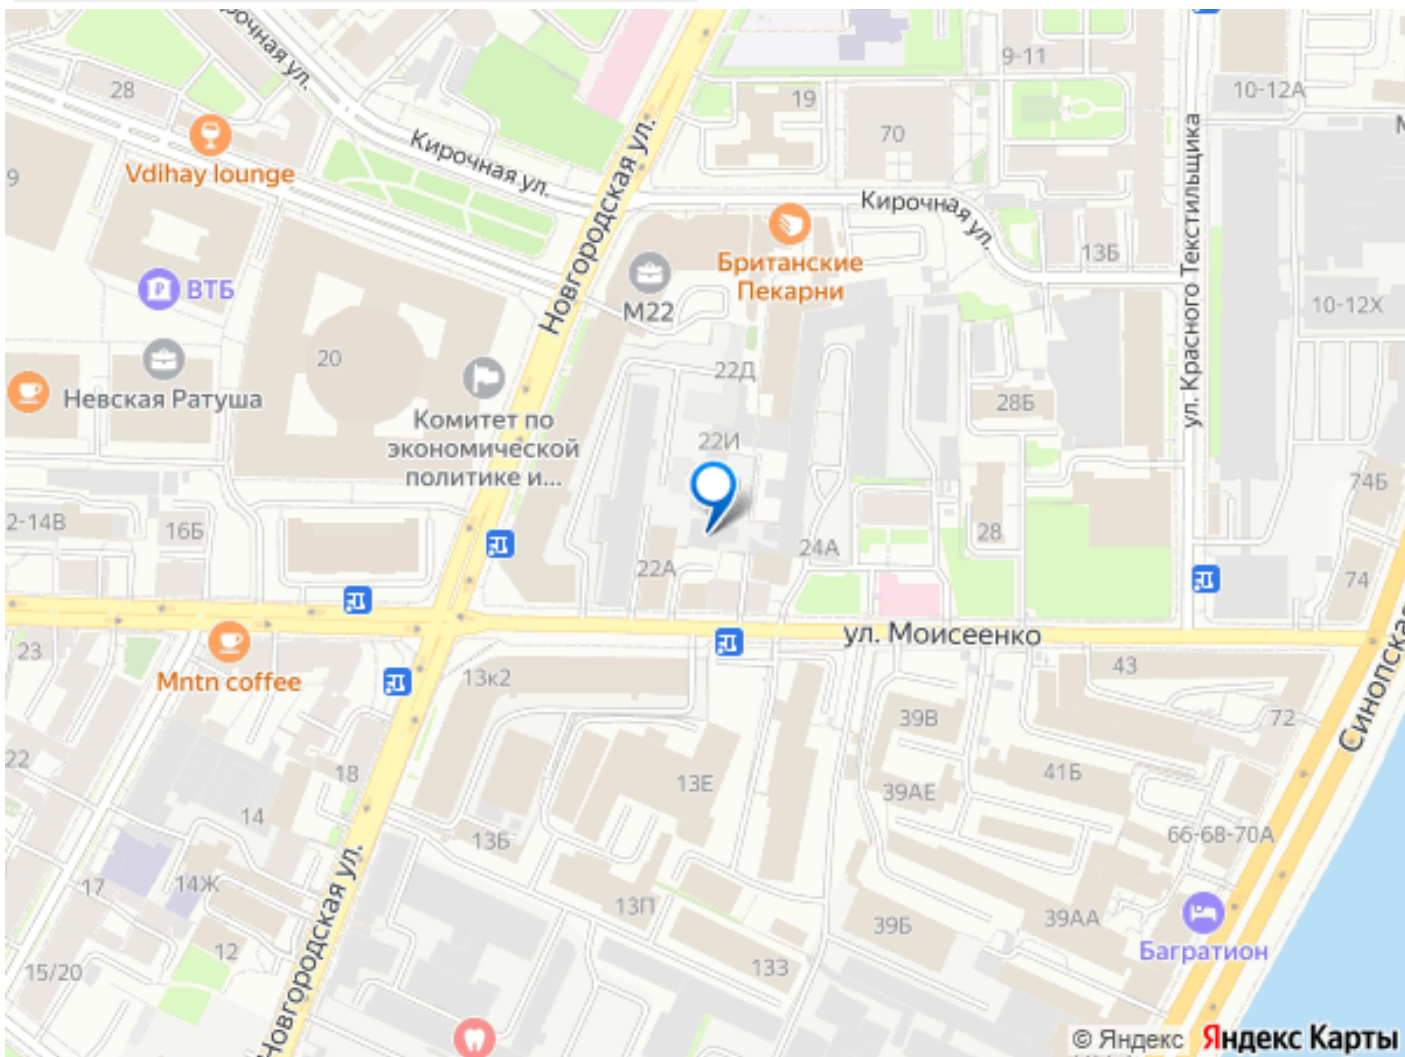 9-11
28
10-12А
19
70
Кирочная ул.
Новгородская ул.
ул. Красного Текстильщика
Vdihay lounge
9
Кирочная ул.
13Б
Британские
Пекарни
ВТБ
М22
10-12Х
20
22Д
Невская Ратуша
28Б
Комитет по
экономической
политике и...
22И
74Б
2-14В
16Б
28
24А
22А
74
ул. Моисеенко
23
Mntn coffee
13к2
43
39В
72
22
18
13Е
41Б
39АЕ
14
13Б
66-68-70А
17
14Ж
13П
39Б
39АА
Новгородская ул.
12
Багратион
15/20
133
© Яндекс Яндекс Карты